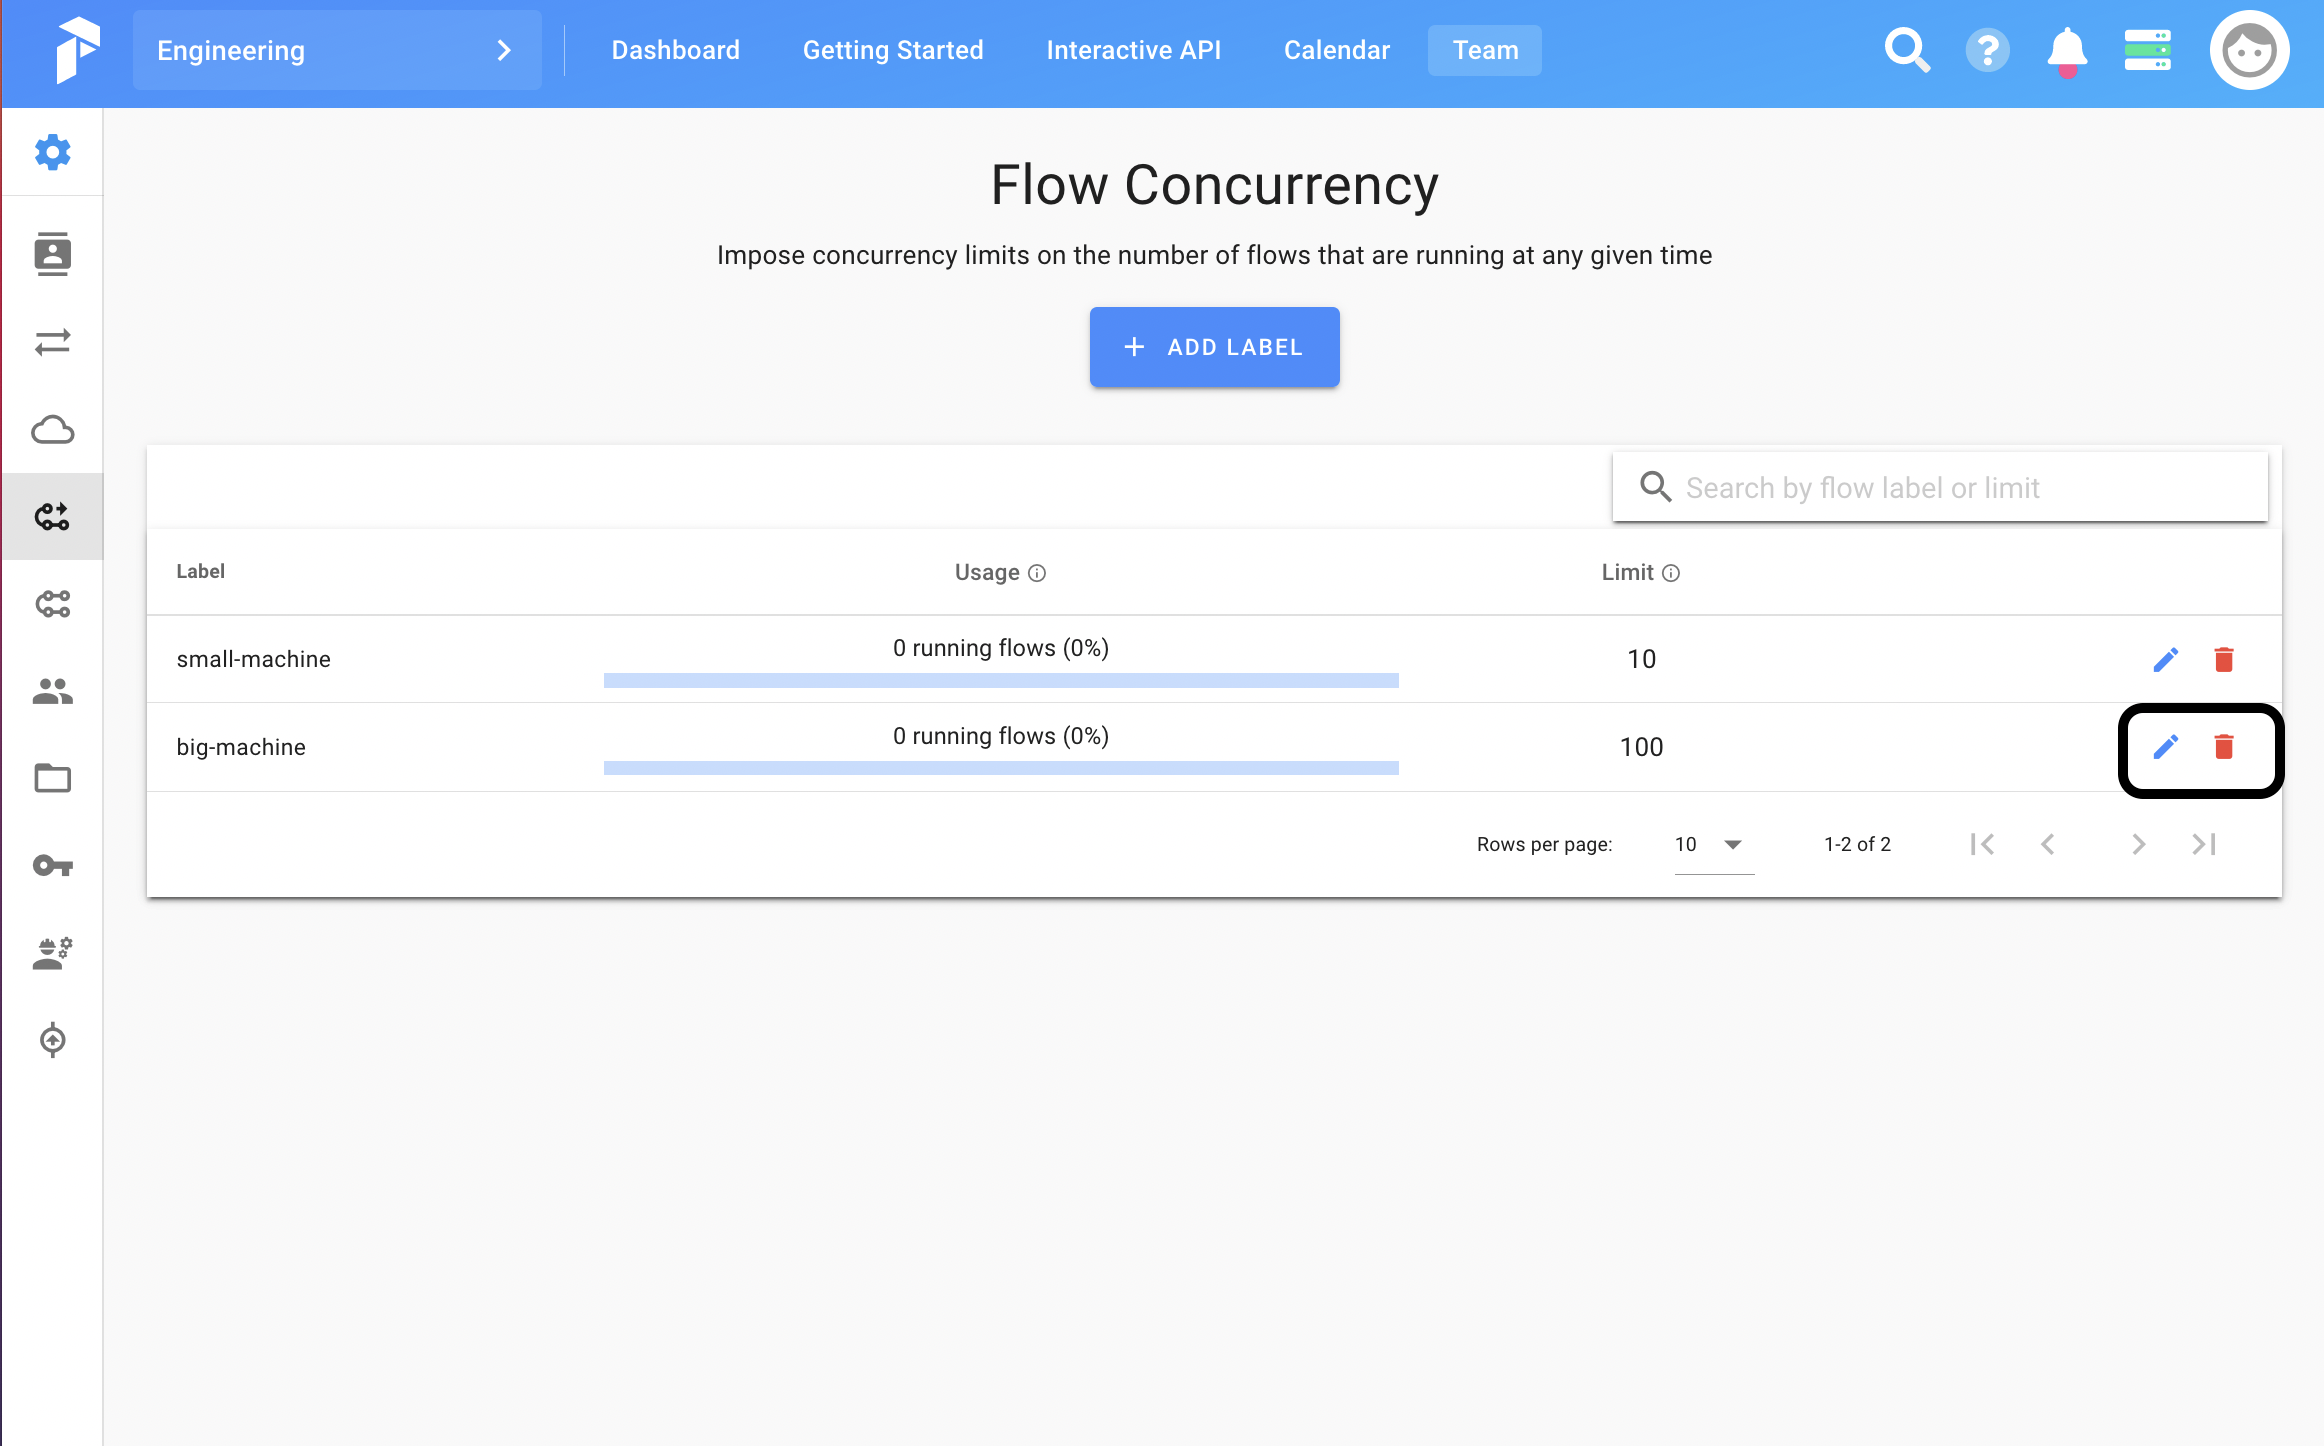 Engineering
Dashboard
Getting Started
Interactive API
Calendar
Team
Flow Concurrency
Impose concurrency limits on the number of flows that are running at any given time
+ ADD LABEL
Search by flow label or limit
Label Usage Limit
small-machine 0 running flows (0%) 10
big-machine 0 running flows (0%) 100
Rows per page: 10 1-2 of 2